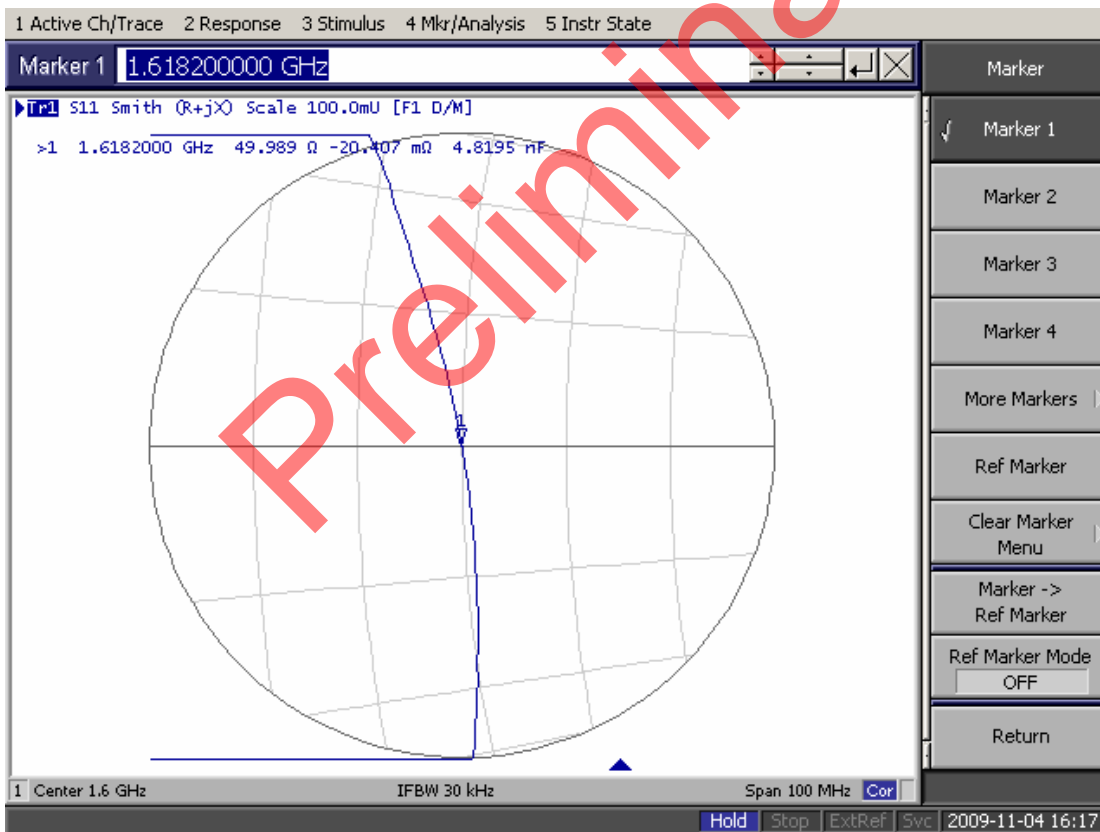 1 Active Ch/Trace 2 Response 3 Stimulus 4 Mkr/Analysis 5 Instr State
Marker 1 1.618200000 GHz
Marker
Tr1 S11 Smith (R+jX) Scale 100.0mU [F1 D/M]
>1 1.6182000 GHz 49.989 Ω -20.407 mΩ 4.8195 nF
1
Marker 1
Marker 2
Marker 3
Marker 4
More Markers
Ref Marker
Clear Marker
Menu
Marker ->
Ref Marker
Ref Marker Mode
OFF
Return
Prelimina
1 Center 1.6 GHz IFBW 30 kHz Span 100 MHz Cor
Hold Stop ExtRef Svc 2009-11-04 16:17